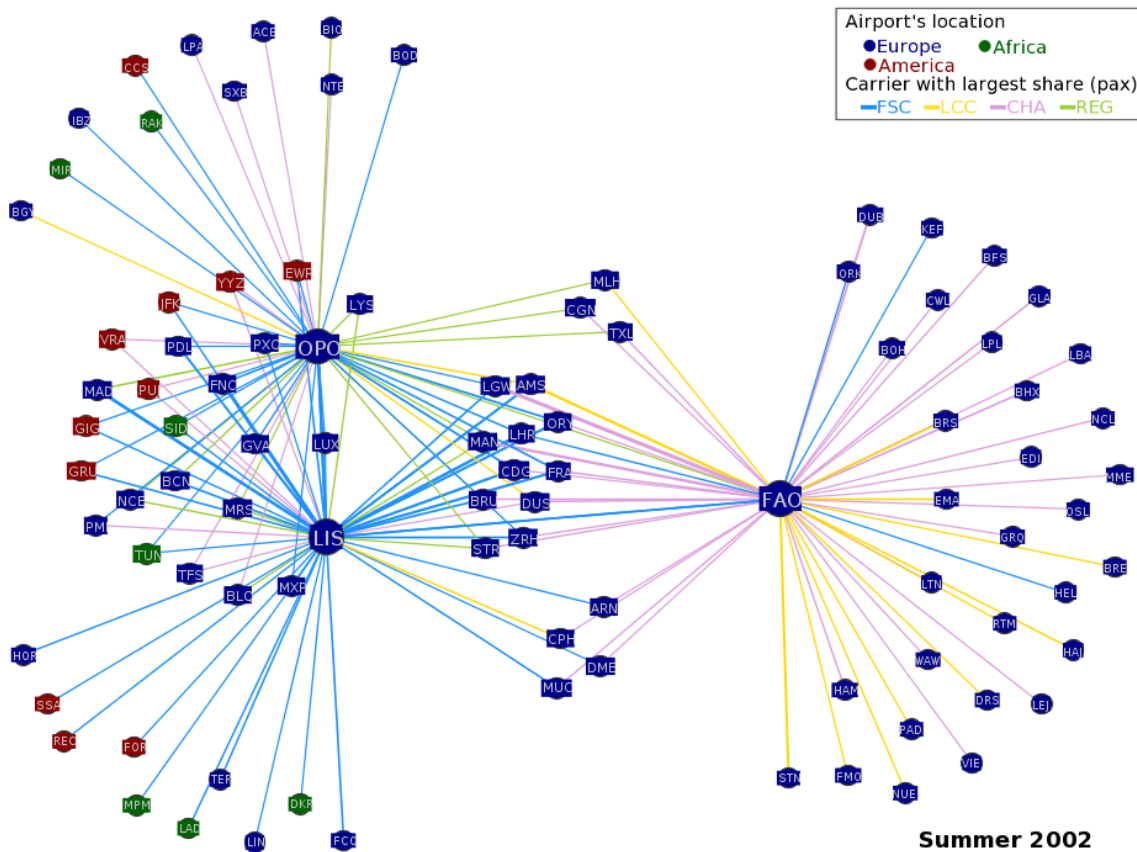 Airport's location
Europe Africa
America
Carrier with largest share (pax)
FSC LCC CHA REG
ACE
BIO
LPA
BOD
CCS
NTE
SXB
IBZ
RAK
MIR
BGY
DUB
KEF
BFS
ORK
EWR
YYZ
MLH
CWL
GLA
JFK
LYS
CGN
TXL
VRA
PDL
PXO
OPO
BOH
LPL
LBA
MAD
FNC
LGW
AMS
BHX
GIG
SID
ORY
BRS
NCL
GVA
LUX
MAN
LHR
GRU
BCN
CDG
FRA
EDI
MME
NCE
MRS
BRU
DUS
FAO
EMA
OSL
PMI
LIS
STR
ZRH
GRQ
TUN
BRE
TFS
MXP
LTN
HEL
ARN
RTM
CPH
HOR
DME
WAW
HAJ
MUC
HAM
SSA
DRS
LEJ
REC
FOR
PAD
TER
VIE
STN
FMO
NUE
MPM
DKR
LAD
LIN
FCO
Summer 2002